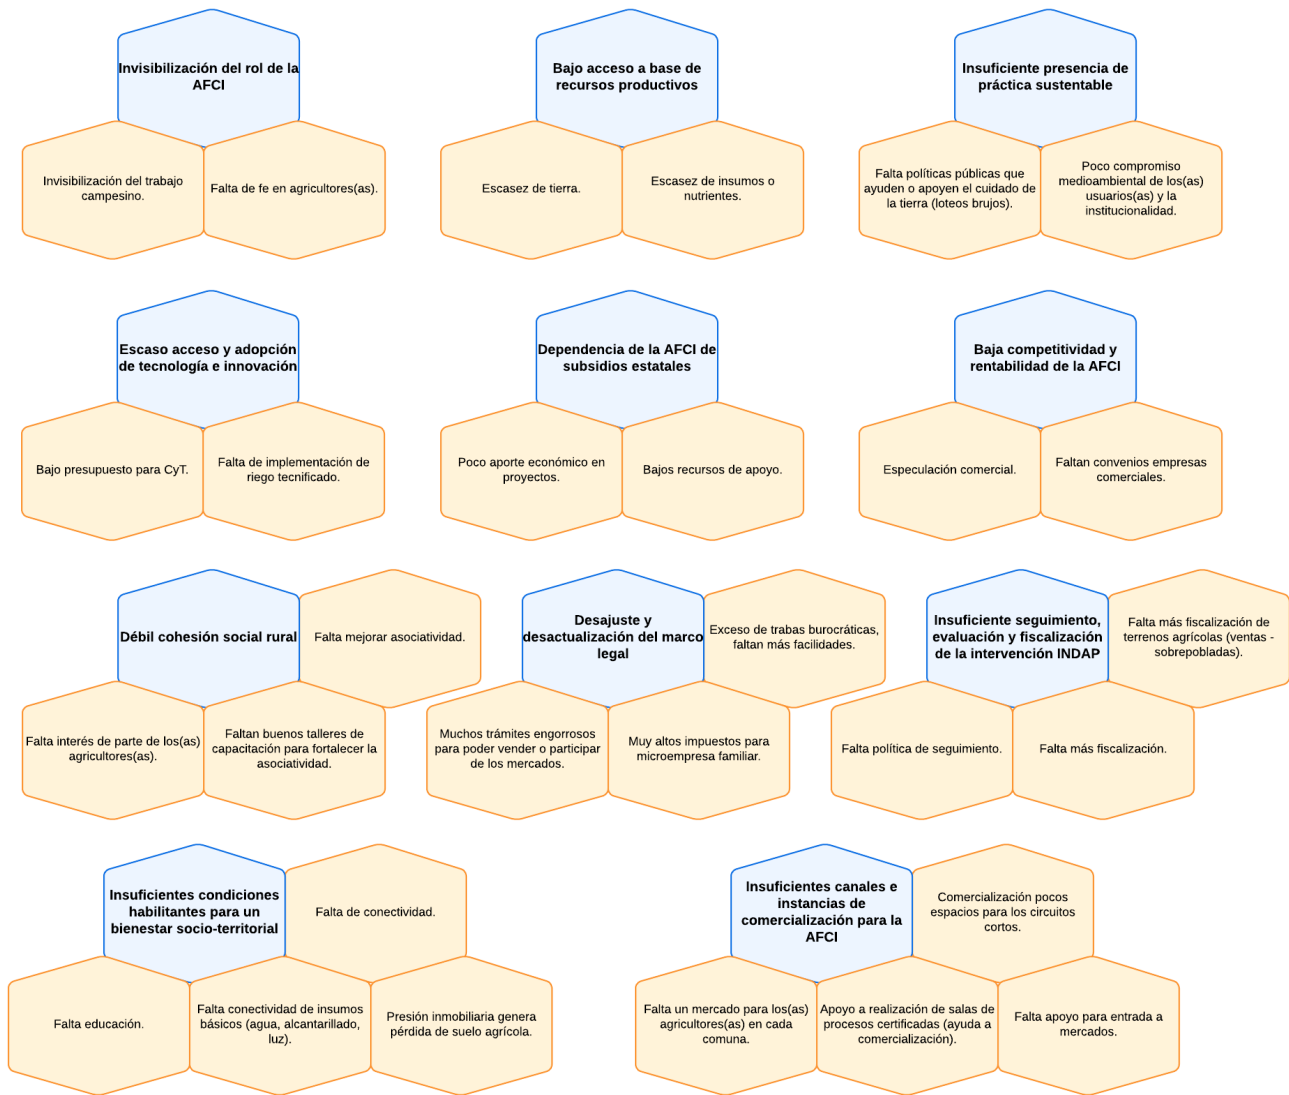 Invisibilización del rol de la
AFCI
Invisibilización del trabajo
campesino.
Falta de fe en agricultores(as).
Bajo acceso a base de
recursos productivos
Escasez de tierra.
Escasez de insumos o
nutrientes.
Insuficiente presencia de
práctica sustentable
Falta políticas públicas que
ayuden o apoyen el cuidado de
la tierra (loteos brujos).
Poco compromiso
medioambiental de los(as)
usuarios(as) y la
institucionalidad.
Escaso acceso y adopción
de tecnología e innovación
Bajo presupuesto para CyT.
Falta de implementación de
riego tecnificado.
Dependencia de la AFCI de
subsidios estatales
Poco aporte económico en
proyectos.
Bajos recursos de apoyo.
Baja competitividad y
rentabilidad de la AFCI
Especulación comercial.
Faltan convenios empresas
comerciales.
Débil cohesión social rural
Falta mejorar asociatividad.
Falta interés de parte de los(as)
agricultores(as).
Faltan buenos talleres de
capacitación para fortalecer la
asociatividad.
Desajuste y
desactualización del marco
legal
Exceso de trabas burocráticas,
faltan más facilidades.
Muchos trámites engorrosos
para poder vender o participar
de los mercados.
Muy altos impuestos para
microempresa familiar.
Insuficiente seguimiento,
evaluación y fiscalización
de la intervención INDAP
Falta más fiscalización de
terrenos agrícolas (ventas -
sobrepobladas).
Falta política de seguimiento.
Falta más fiscalización.
Insuficientes condiciones
habilitantes para un
bienestar socio-territorial
Falta de conectividad.
Falta educación.
Falta conectividad de insumos
básicos (agua, alcantarillado,
luz).
Presión inmobiliaria genera
pérdida de suelo agrícola.
Insuficientes canales e
instancias de
comercialización para la
AFCI
Comercialización pocos
espacios para los circuitos
cortos.
Falta un mercado para los(as)
agricultores(as) en cada
comuna.
Apoyo a realización de salas de
procesos certificadas (ayuda a
comercialización).
Falta apoyo para entrada a
mercados.